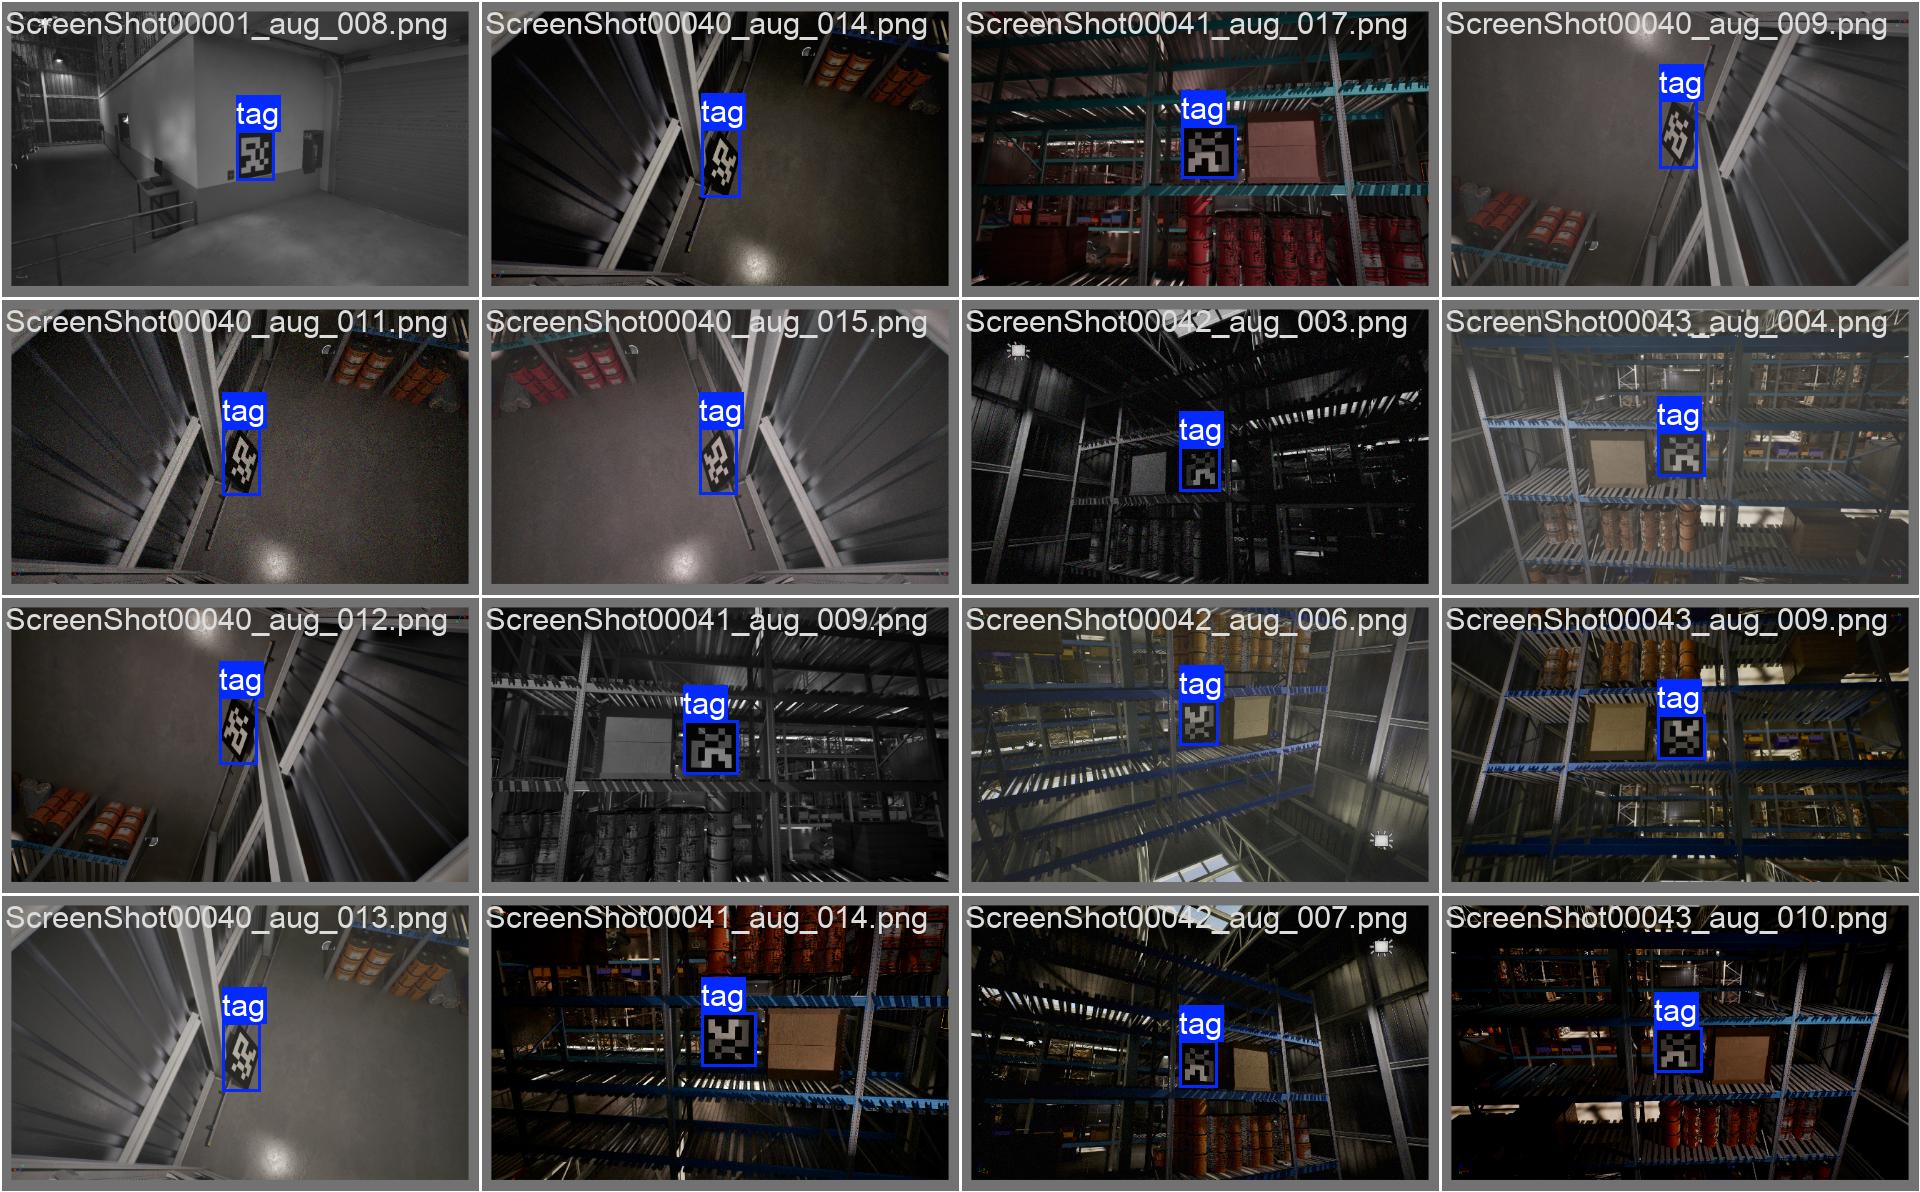 ScreenShot00001_aug_008.png
tag
ScreenShot00040_aug_014.png
tag
ScreenShot00041_aug_017.png
tag
ScreenShot00040_aug_009.png
tag
ScreenShot00040_aug_011.png
tag
ScreenShot00040_aug_015.png
tag
ScreenShot00042_aug_003.png
tag
ScreenShot00043_aug_004.png
tag
ScreenShot00040_aug_012.png
tag
ScreenShot00041_aug_009.png
tag
ScreenShot00042_aug_006.png
tag
ScreenShot00043_aug_009.png
tag
ScreenShot00040_aug_013.png
tag
ScreenShot00041_aug_014.png
tag
ScreenShot00042_aug_007.png
tag
ScreenShot00043_aug_010.png
tag